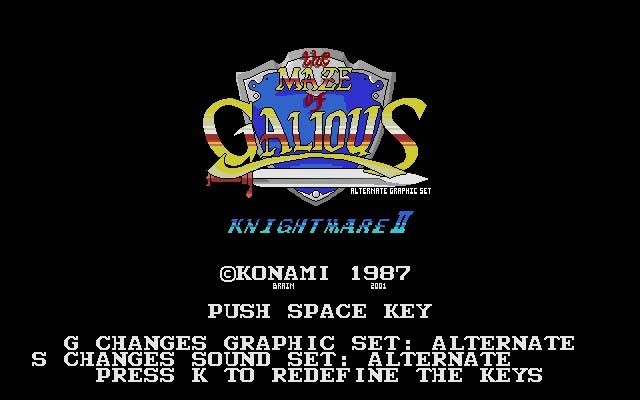 the
MAZE
of
GALIOUS
ALTERNATE GRAPHIC SET
KNIGHTMARE II
©KONAMI 1987
BRAIN 2001
PUSH SPACE KEY
G CHANGES GRAPHIC SET: ALTERNATE
S CHANGES SOUND SET: ALTERNATE
PRESS K TO REDEFINE THE KEYS